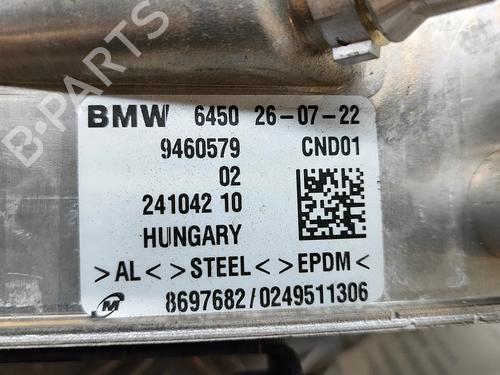 BMW 6450 26-07-22
9460579 CND01
02
241042 10
HUNGARY
>AL<>STEEL<>EPDM<
M 8697682/0249511306
B-PARTS